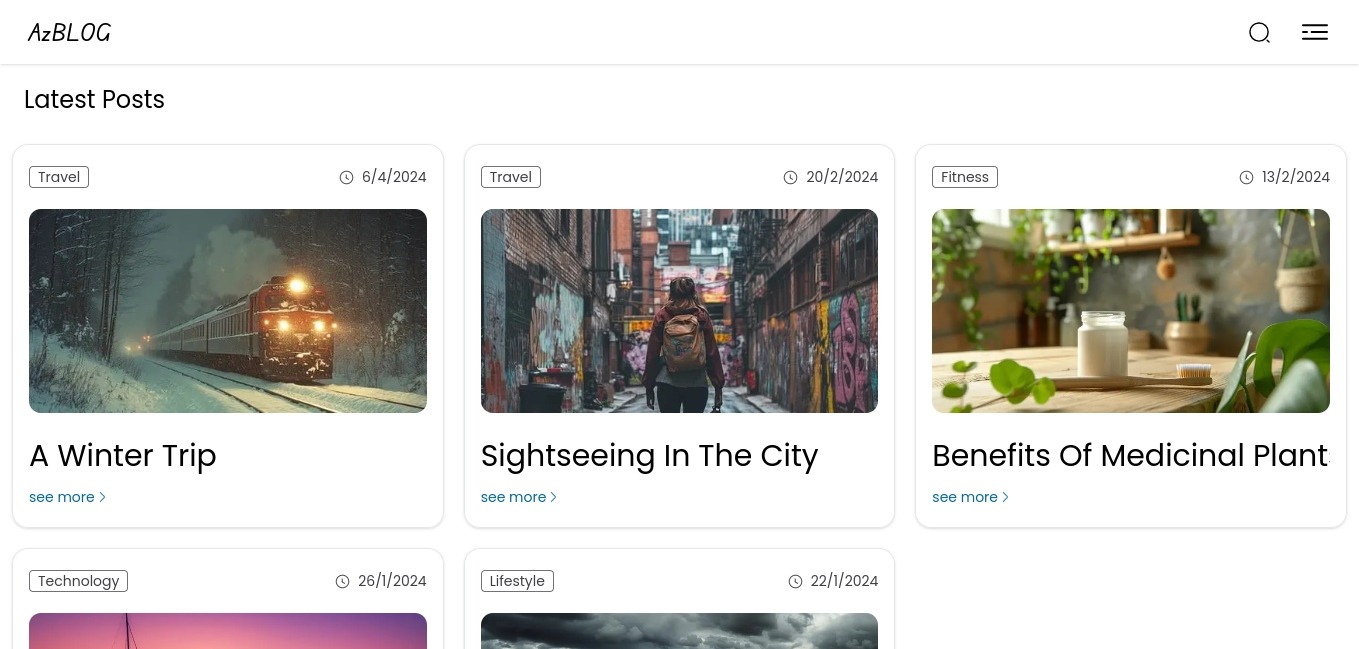 AzBLOG
Latest Posts
Travel
6/4/2024
A Winter Trip
see more
Travel
20/2/2024
Sightseeing In The City
see more
Fitness
13/2/2024
Benefits Of Medicinal Plants
see more
Technology
26/1/2024
Lifestyle
22/1/2024